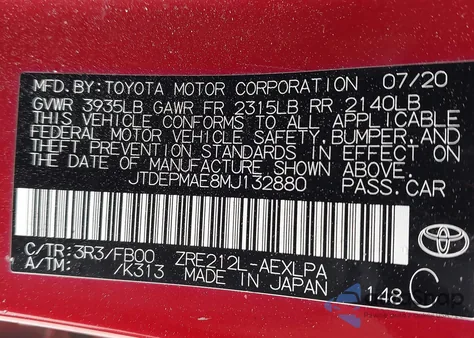 MFD. BY: TOYOTA MOTOR CORPORATION 07/20
GVWR 3935LB GAWR FR 2315LB RR 2140LB
THIS VEHICLE CONFORMS TO ALL APPLICABLE
FEDERAL MOTOR VEHICLE SAFETY, BUMPER, AND
THEFT PREVENTION STANDARDS IN EFFECT ON
THE DATE OF MANUFACTURE SHOWN ABOVE.
JTDEPMAE8MJ132880 PASS.CAR
C/TR: 3R3/FB00 ZRE212L-AEXLPA
A/TM: /K313 MADE IN JAPAN 148 C